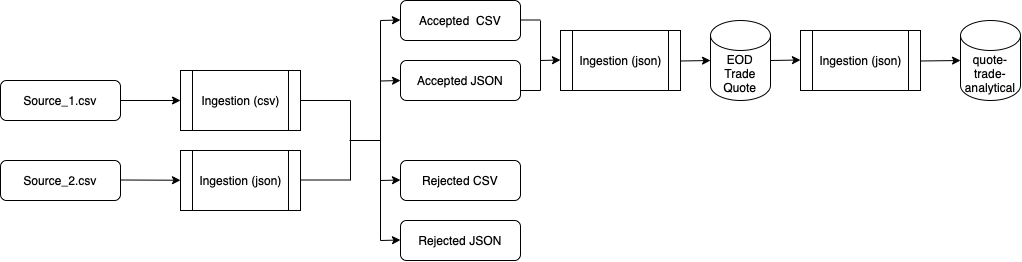 Accepted  CSV
Accepted JSON
Ingestion (json)
EOD
Trade
Quote
Ingestion (json)
quote-
trade-
analytical
Source_1.csv
Ingestion (csv)
Source_2.csv
Ingestion (json)
Rejected CSV
Rejected JSON